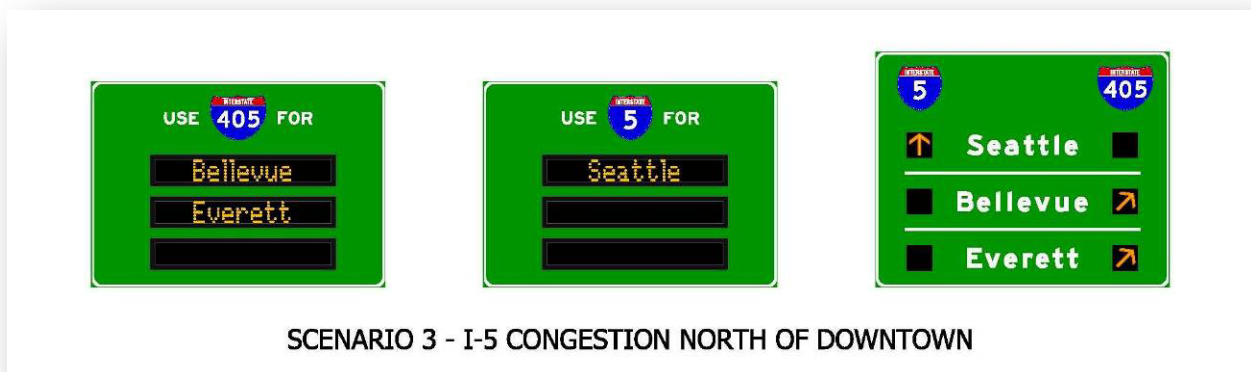 INTERSTATE
USE 405 FOR
Bellevue
Everett
INTERSTATE
USE 5 FOR
Seattle
INTERSTATE
5
INTERSTATE
405
Seattle
Bellevue
Everett
SCENARIO 3 - I-5 CONGESTION NORTH OF DOWNTOWN